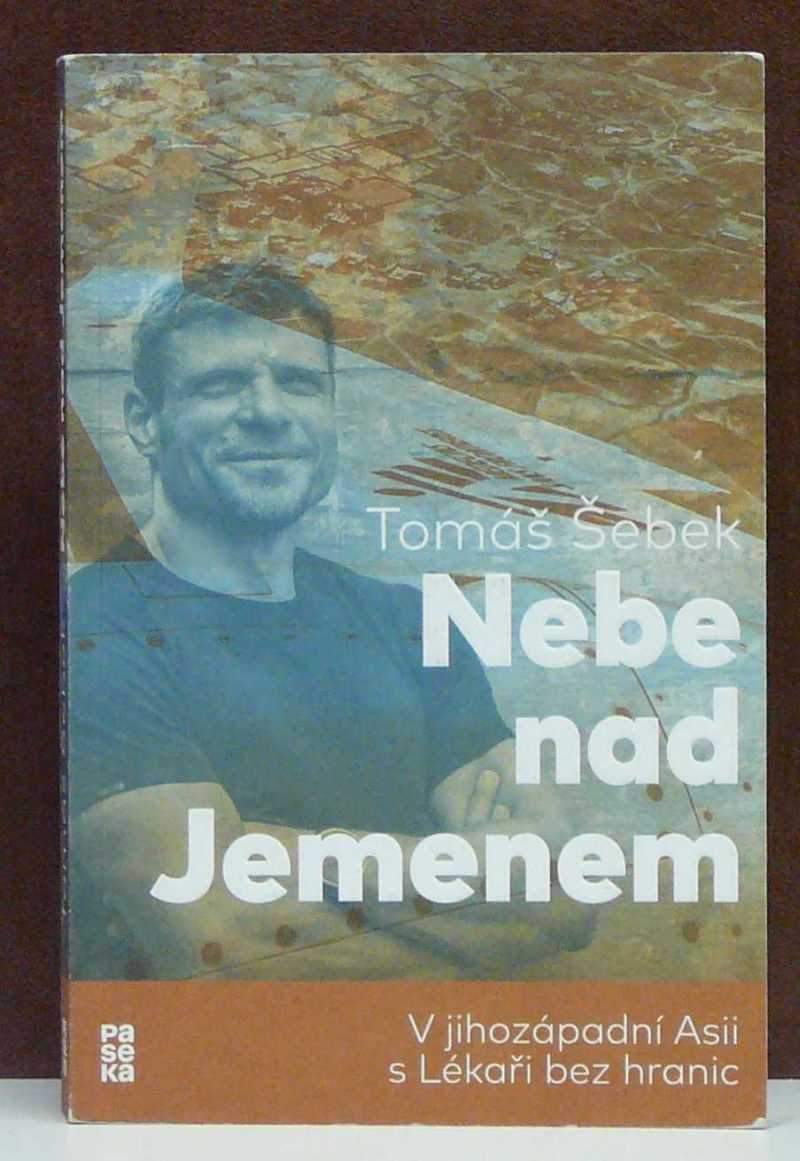 Tomáš Šebek
Nebe
nad
Jemenem
V jihozápadní Asii
s Lékaři bez hranic
pa
se
ka